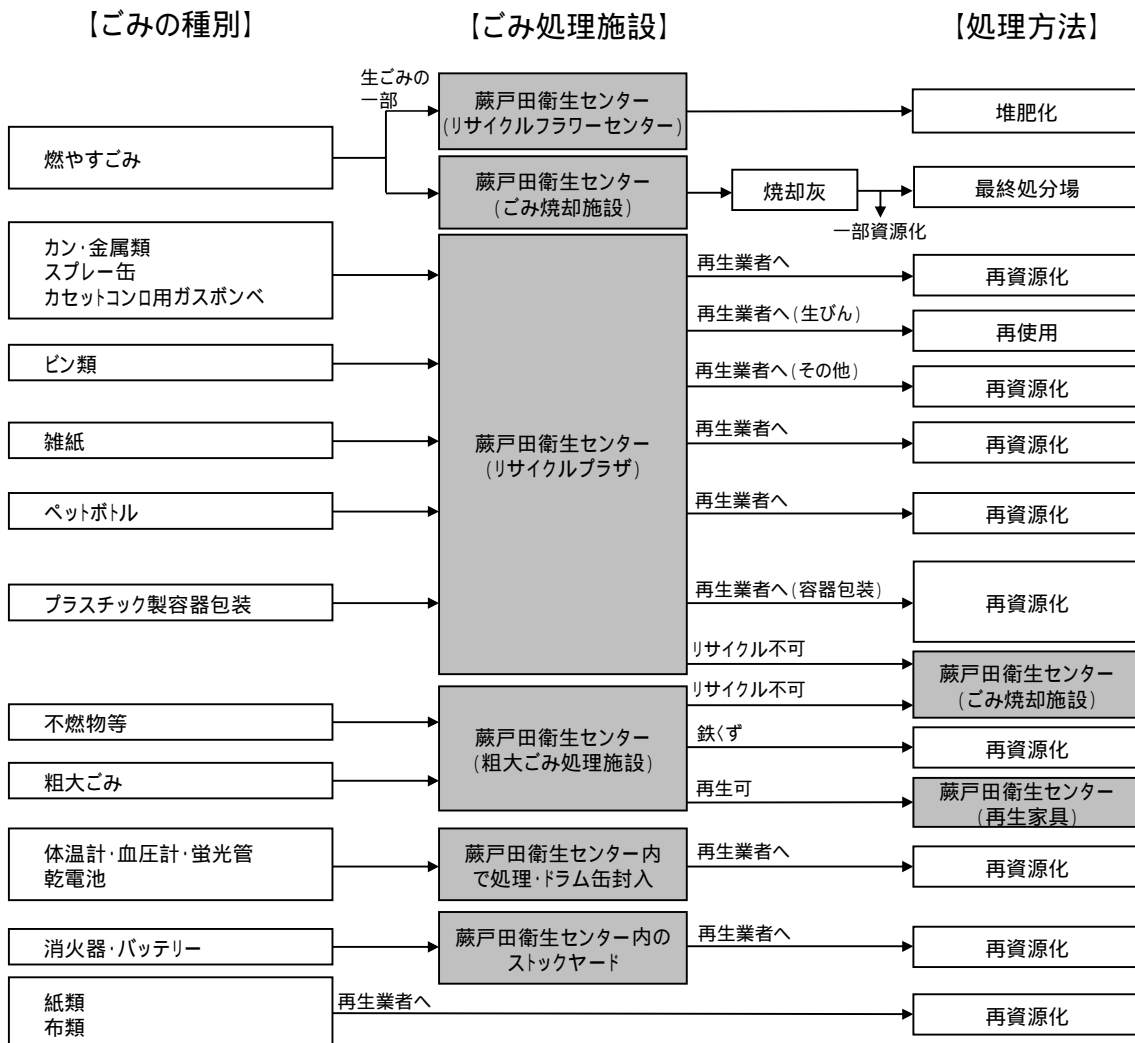 【ごみの種別】
【ごみ処理施設】
【処理方法】
燃やすごみ
生ごみの
一部
蕨戸田衛生センター
(リサイクルフラワーセンター)
堆肥化
蕨戸田衛生センター
(ごみ焼却施設)
焼却灰
一部資源化
最終処分場
カン・金属類
スプレー缶
カセットコンロ用ガスボンベ
ビン類
雑紙
ペットボトル
プラスチック製容器包装
蕨戸田衛生センター
(リサイクルプラザ)
再生業者へ
再資源化
再生業者へ(生びん)
再使用
再生業者へ(その他)
再資源化
再生業者へ
再資源化
再生業者へ
再資源化
再生業者へ(容器包装)
再資源化
リサイクル不可
リサイクル不可
蕨戸田衛生センター
(ごみ焼却施設)
不燃物等
粗大ごみ
蕨戸田衛生センター
(粗大ごみ処理施設)
鉄くず
再資源化
再生可
蕨戸田衛生センター
(再生家具)
体温計・血圧計・蛍光管
乾電池
蕨戸田衛生センター内
で処理・ドラム缶封入
再生業者へ
再資源化
消火器・バッテリー
蕨戸田衛生センター内の
ストックヤード
再生業者へ
再資源化
紙類
布類
再生業者へ
再資源化